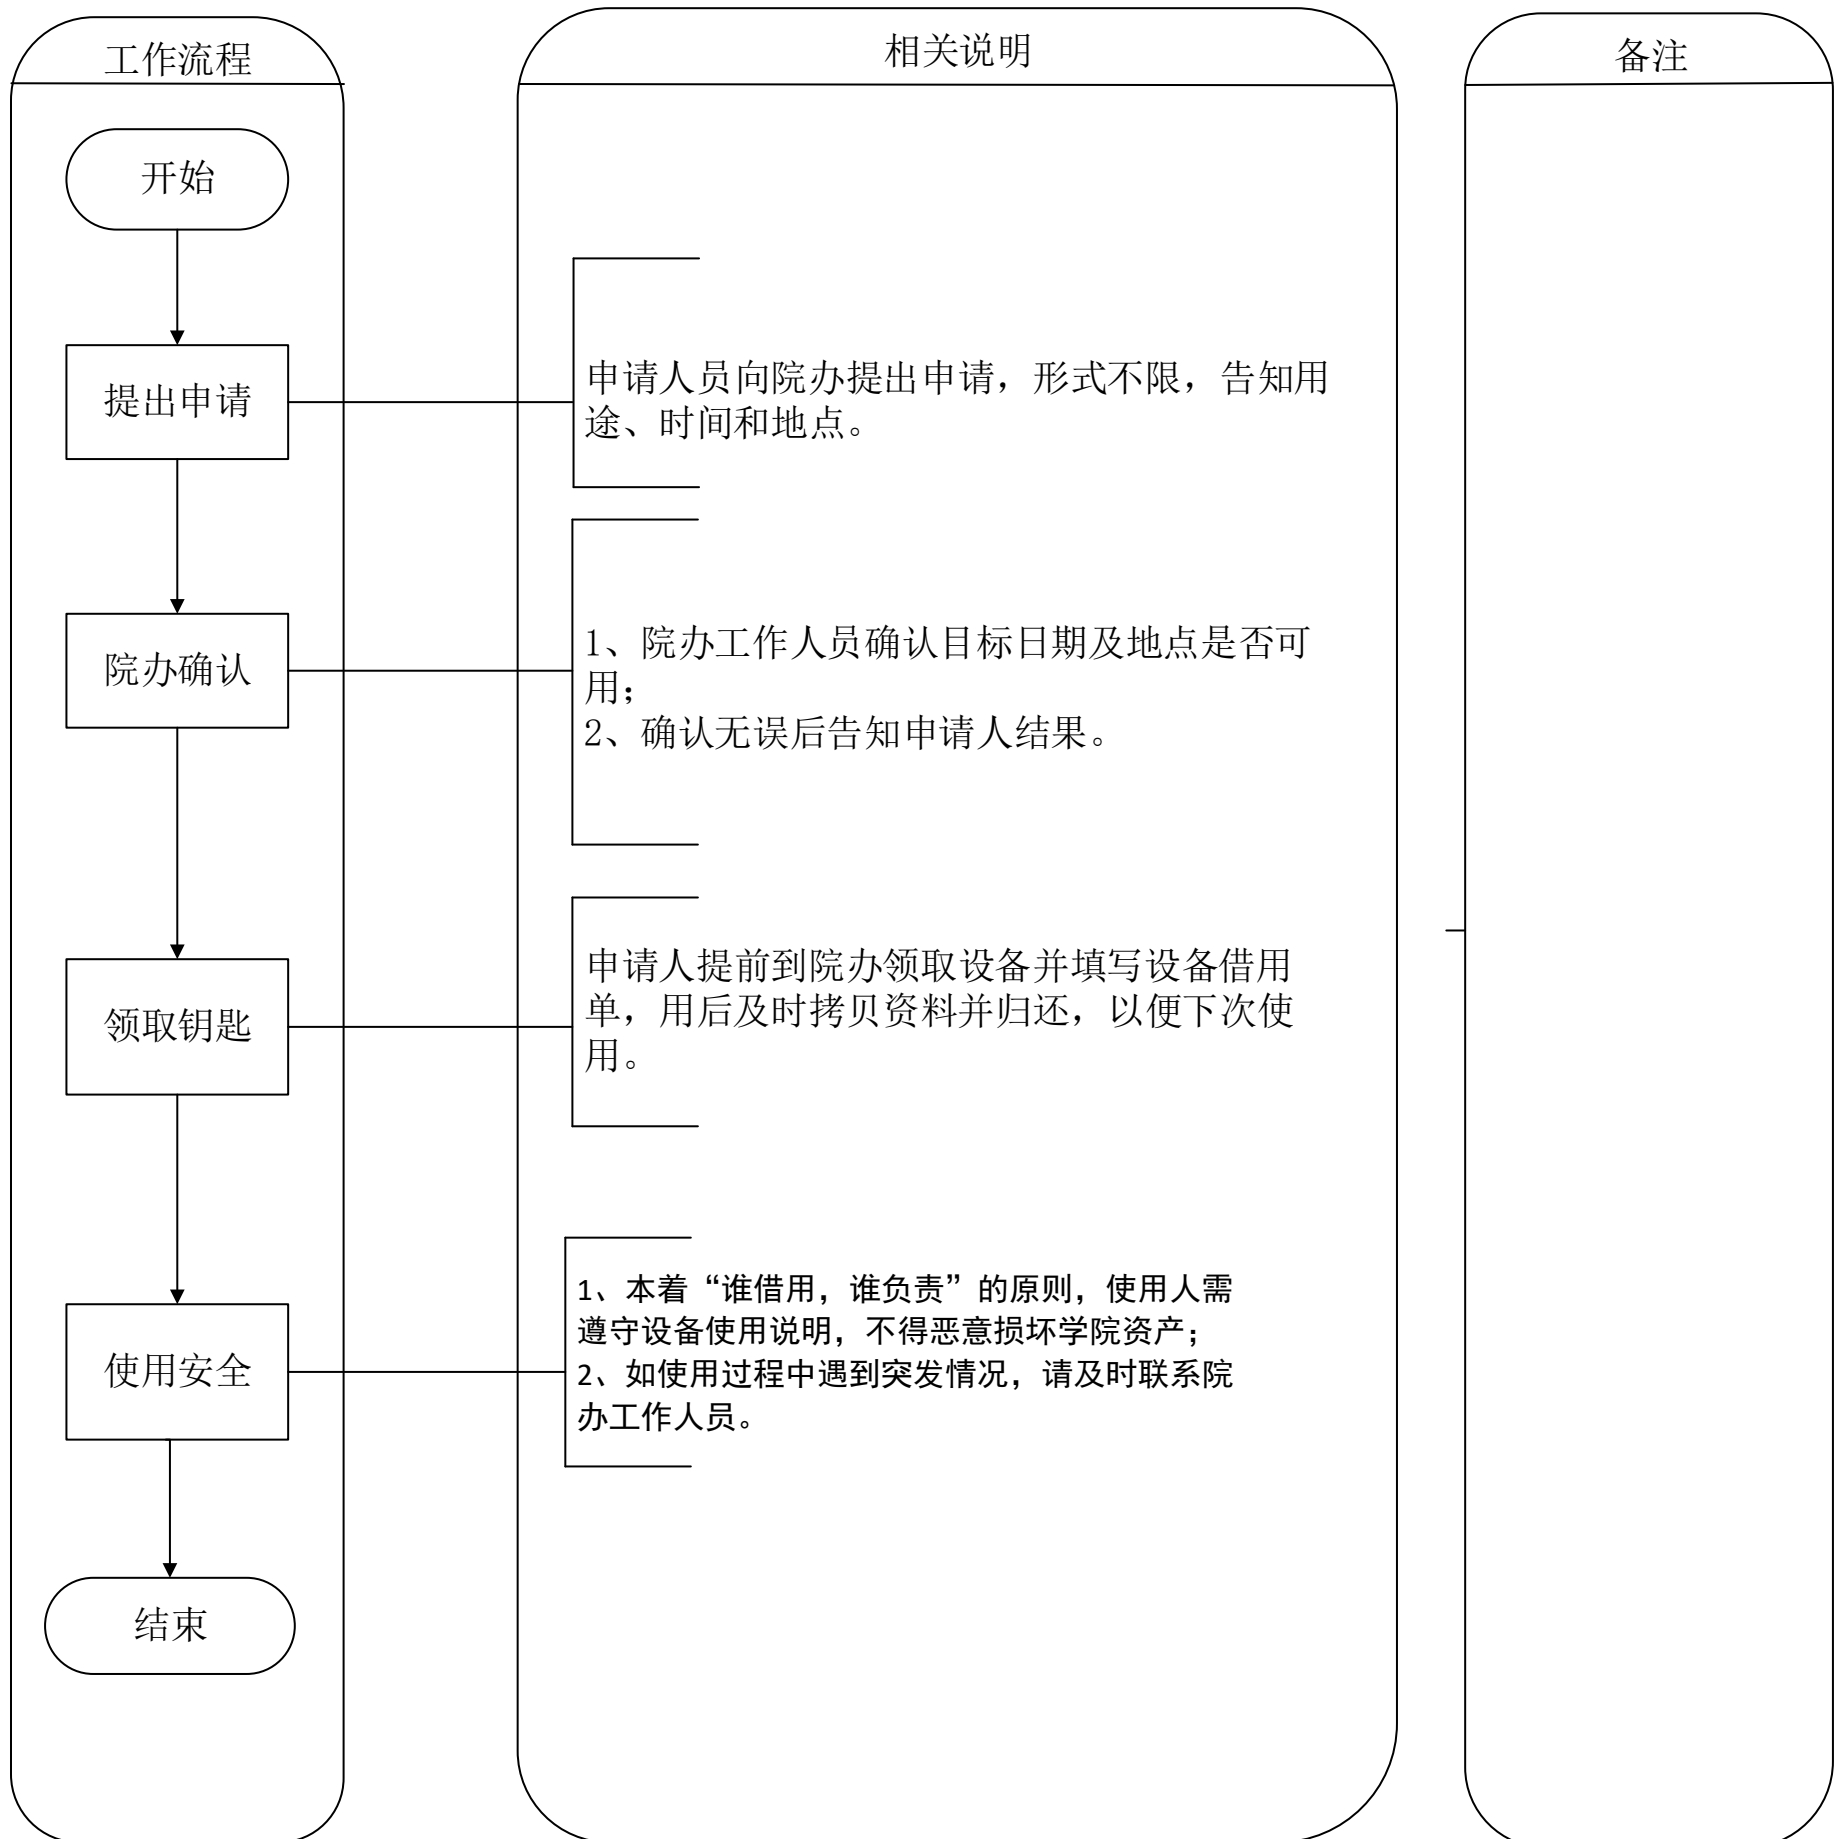 工作流程
相关说明
备注
开始
提出申请
申请人员向院办提出申请，形式不限，告知用
途、时间和地点。
院办确认
1、院办工作人员确认目标日期及地点是否可
用；
2、确认无误后告知申请人结果。
领取钥匙
申请人提前到院办领取设备并填写设备借用
单，用后及时拷贝资料并归还，以便下次使
用。
使用安全
1、本着“谁借用，谁负责”的原则，使用人需
遵守设备使用说明，不得恶意损坏学院资产；
2、如使用过程中遇到突发情况，请及时联系院
办工作人员。
结束